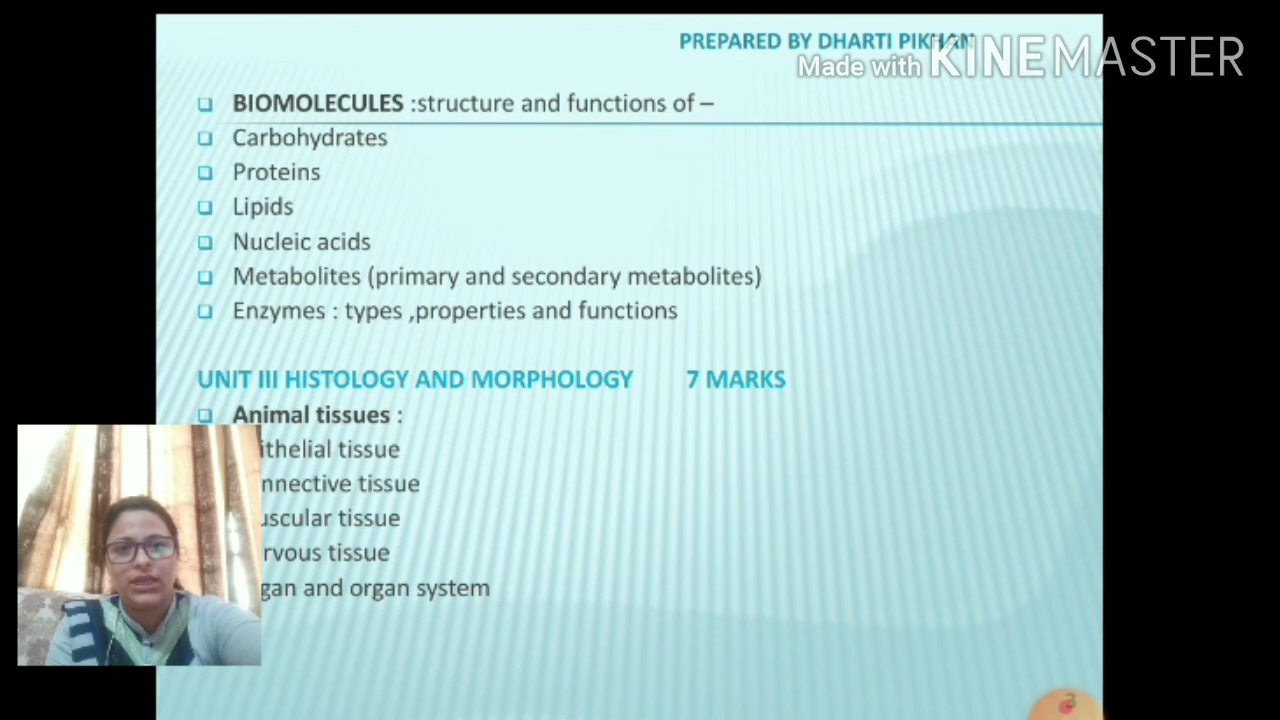 PREPARED BY DHARTI PIKHAN
Made with KINEMASTER
BIOMOLECULES :structure and functions of –
Carbohydrates
Proteins
Lipids
Nucleic acids
Metabolites (primary and secondary metabolites)
Enzymes : types ,properties and functions
UNIT III HISTOLOGY AND MORPHOLOGY 7 MARKS
Animal tissues :
ithelial tissue
nnective tissue
uscular tissue
rvous tissue
gan and organ system